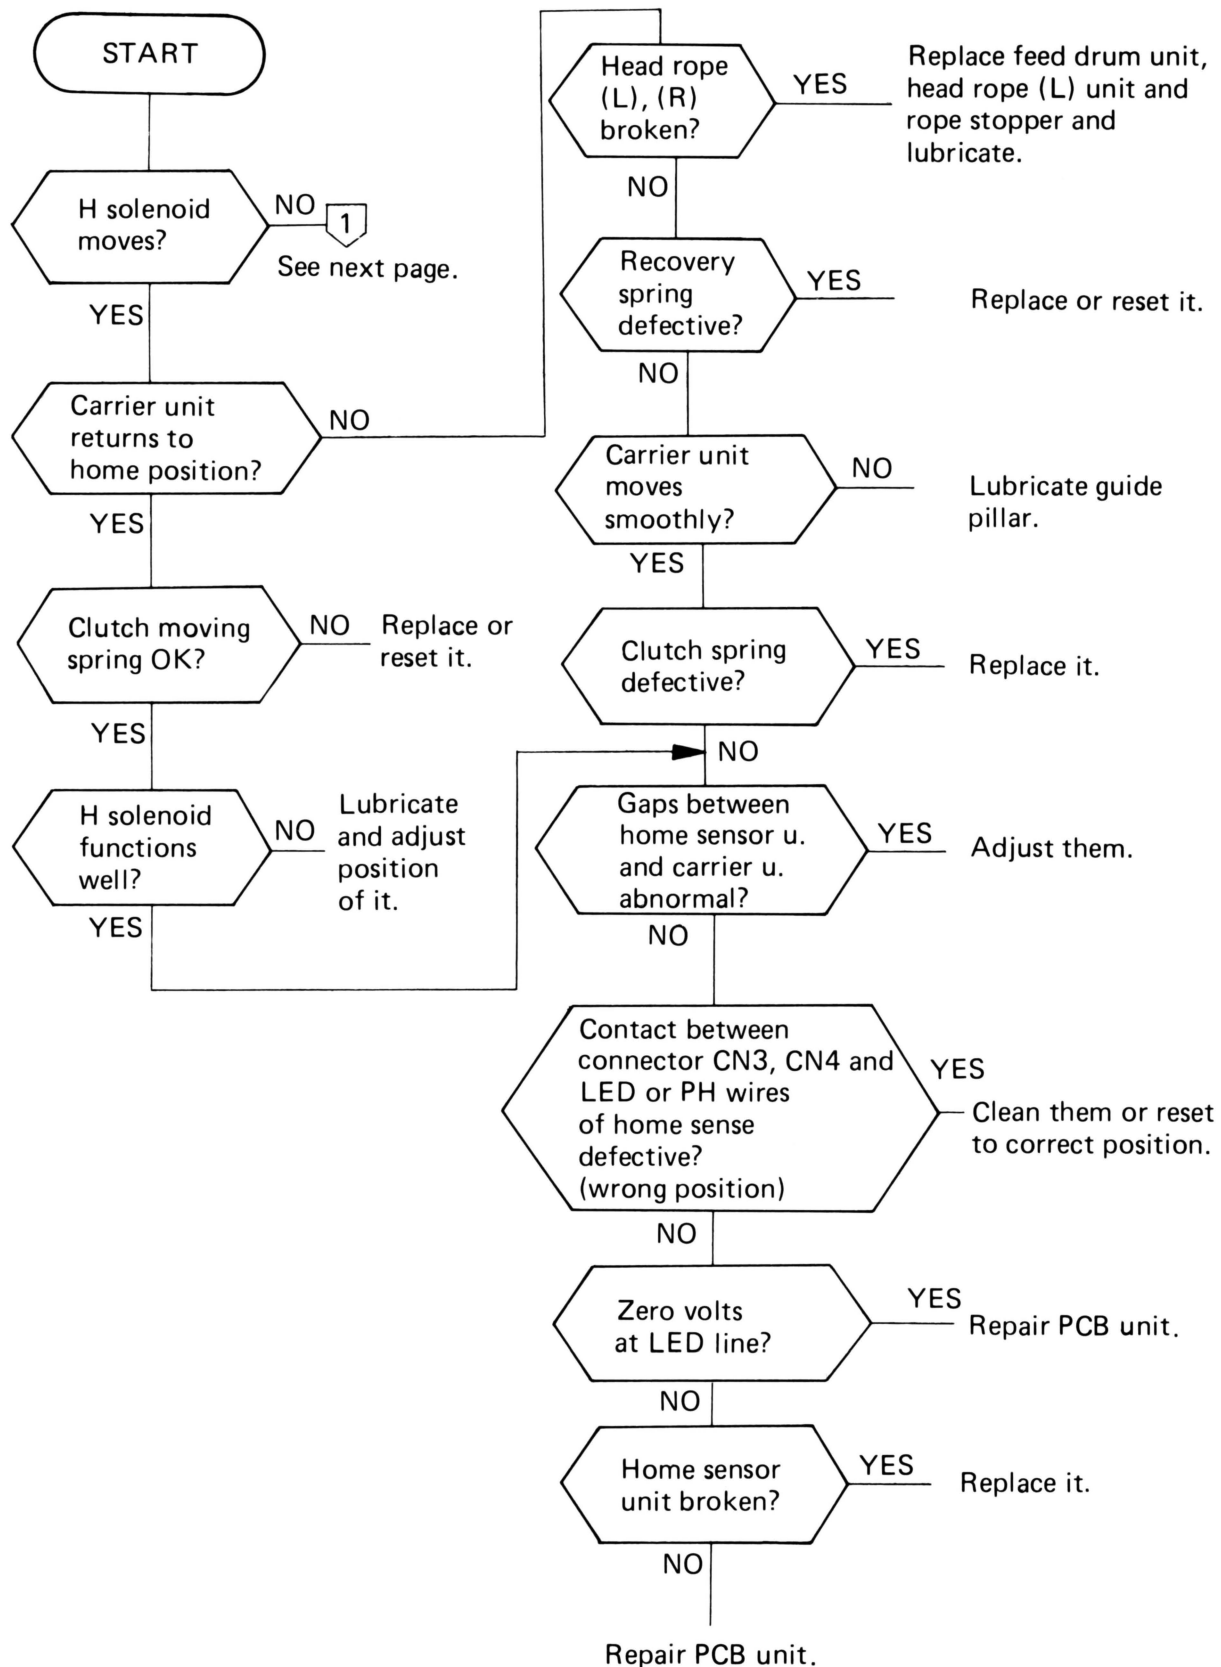 START
H solenoid
moves?
NO
1
See next page.
YES
Carrier unit
returns to
home position?
NO
YES
Clutch moving
spring OK?
NO
Replace or
reset it.
YES
H solenoid
functions
well?
NO
Lubricate
and adjust
position
of it.
YES
Head rope
(L), (R)
broken?
YES
Replace feed drum unit,
head rope (L) unit and
rope stopper and
lubricate.
NO
Recovery
spring
defective?
YES
Replace or reset it.
NO
Carrier unit
moves
smoothly?
NO
Lubricate guide
pillar.
YES
Clutch spring
defective?
YES
Replace it.
NO
Gaps between
home sensor u.
and carrier u.
abnormal?
YES
Adjust them.
NO
Contact between
connector CN3, CN4 and
LED or PH wires
of home sense
defective?
(wrong position)
YES
Clean them or reset
to correct position.
NO
Zero volts
at LED line?
YES
Repair PCB unit.
NO
Home sensor
unit broken?
YES
Replace it.
NO
Repair PCB unit.